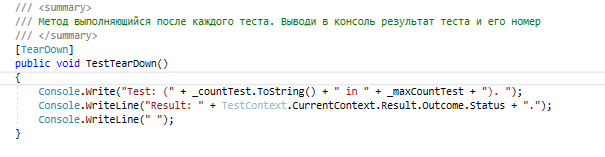 /// <summary>
/// Метод выполняющийся после каждого теста. Выводи в консоль результат теста и его номер
/// </summary>
[TearDown]
public void TestTearDown()
{
Console.Write("Test: (" + _countTest.ToString() + " in " + _maxCountTest + "). ");
Console.WriteLine("Result: " + TestContext.CurrentContext.Result.Outcome.Status + ".");
Console.WriteLine(" ");
}